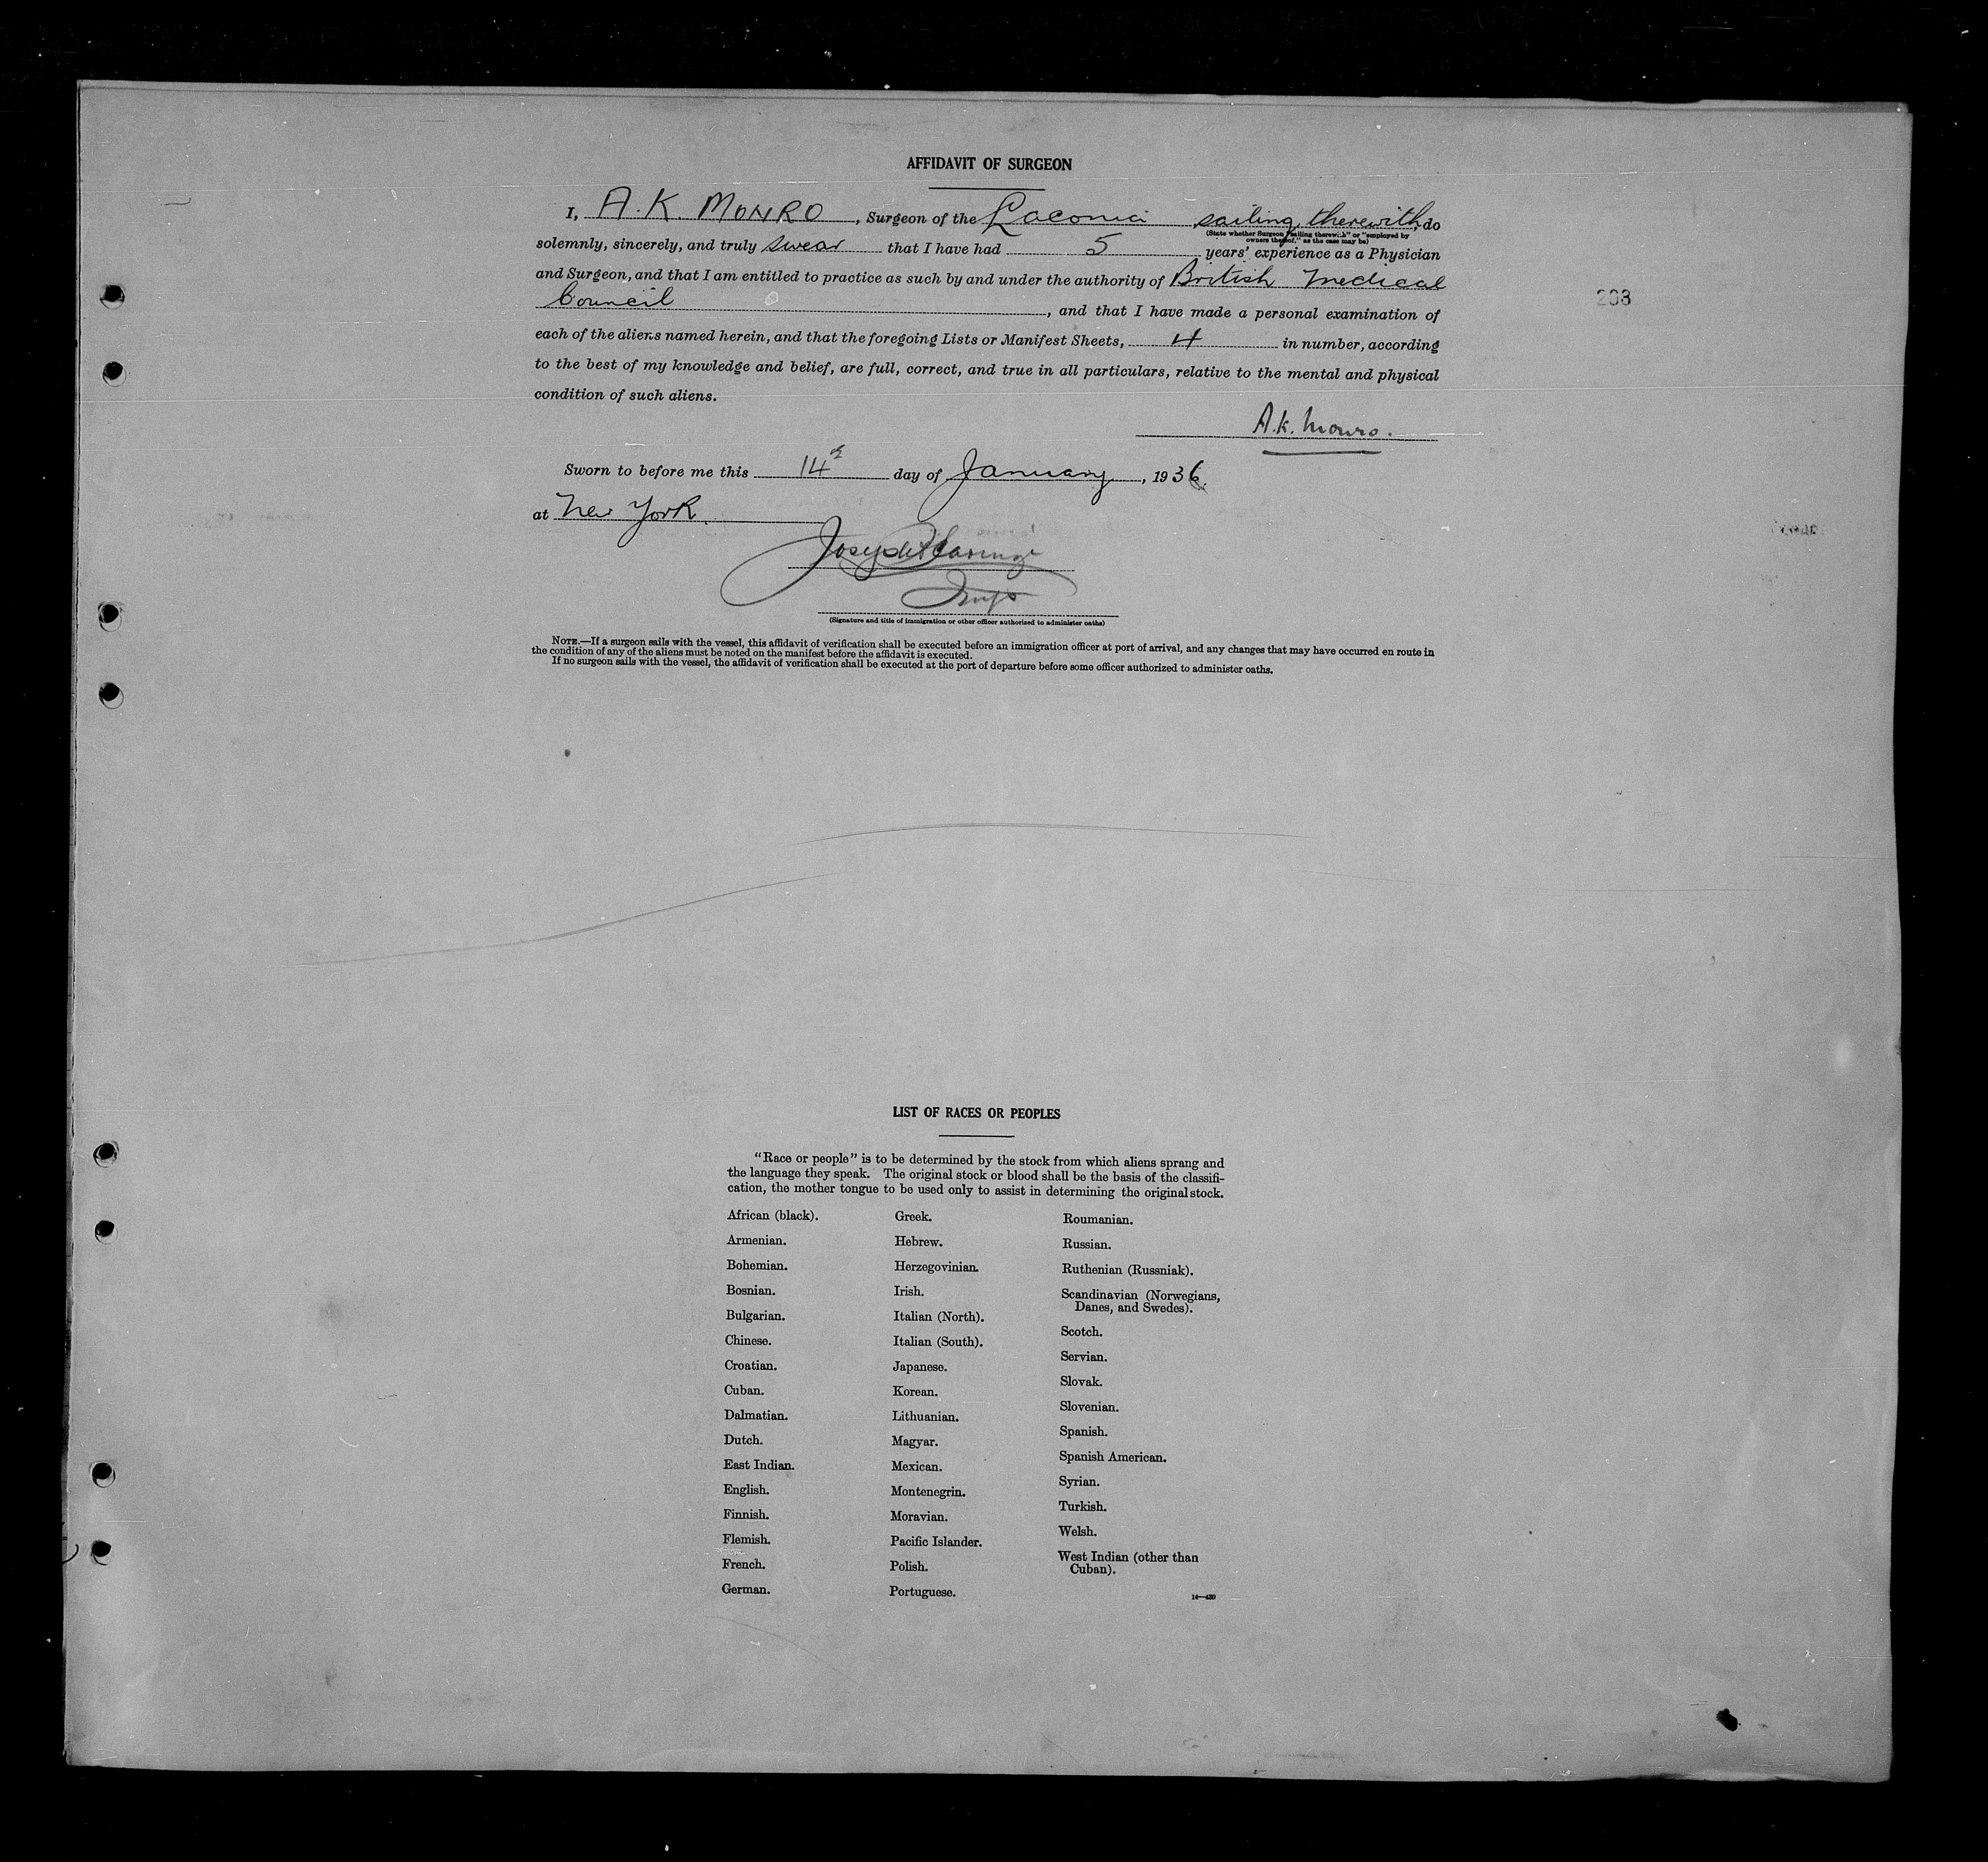 AFFIDAVIT OF SURGEON
I, A. K. MONRO, Surgeon of the Laconia sailing therewith, do
(State whether Surgeon "sailing therewith" or "employed by
owners thereof," as the case may be)
solemnly, sincerely, and truly swear that I have had 5 years' experience as a Physician
and Surgeon, and that I am entitled to practice as such by and under the authority of British Medical
Council, and that I have made a personal examination of
each of the aliens named herein, and that the foregoing Lists or Manifest Sheets, 4 in number, according
to the best of my knowledge and belief, are full, correct, and true in all particulars, relative to the mental and physical
condition of such aliens.
A. K. Monro.
Sworn to before me this 14th day of January, 1936.
at New York.
Joseph
Insp
(Signature and title of immigration or other officer authorized to administer oaths)
NOTE.—If a surgeon sails with the vessel, this affidavit of verification shall be executed before an immigration officer at port of arrival, and any changes that may have occurred en route in
the condition of any of the aliens must be noted on the manifest before the affidavit is executed.
If no surgeon sails with the vessel, the affidavit of verification shall be executed at the port of departure before some officer authorized to administer oaths.
203
LIST OF RACES OR PEOPLES
"Race or people" is to be determined by the stock from which aliens sprang and
the language they speak. The original stock or blood shall be the basis of the classifi-
cation, the mother tongue to be used only to assist in determining the original stock.
African (black).
Armenian.
Bohemian.
Bosnian.
Bulgarian.
Chinese.
Croatian.
Cuban.
Dalmatian.
Dutch.
East Indian.
English.
Finnish.
Flemish.
French.
German.
Greek.
Hebrew.
Herzegovinian.
Irish.
Italian (North).
Italian (South).
Japanese.
Korean.
Lithuanian.
Magyar.
Mexican.
Montenegrin.
Moravian.
Pacific Islander.
Polish.
Portuguese.
Roumanian.
Russian.
Ruthenian (Russniak).
Scandinavian (Norwegians,
Danes, and Swedes).
Scotch.
Servian.
Slovak.
Slovenian.
Spanish.
Spanish American.
Syrian.
Turkish.
Welsh.
West Indian (other than
Cuban).
14—430